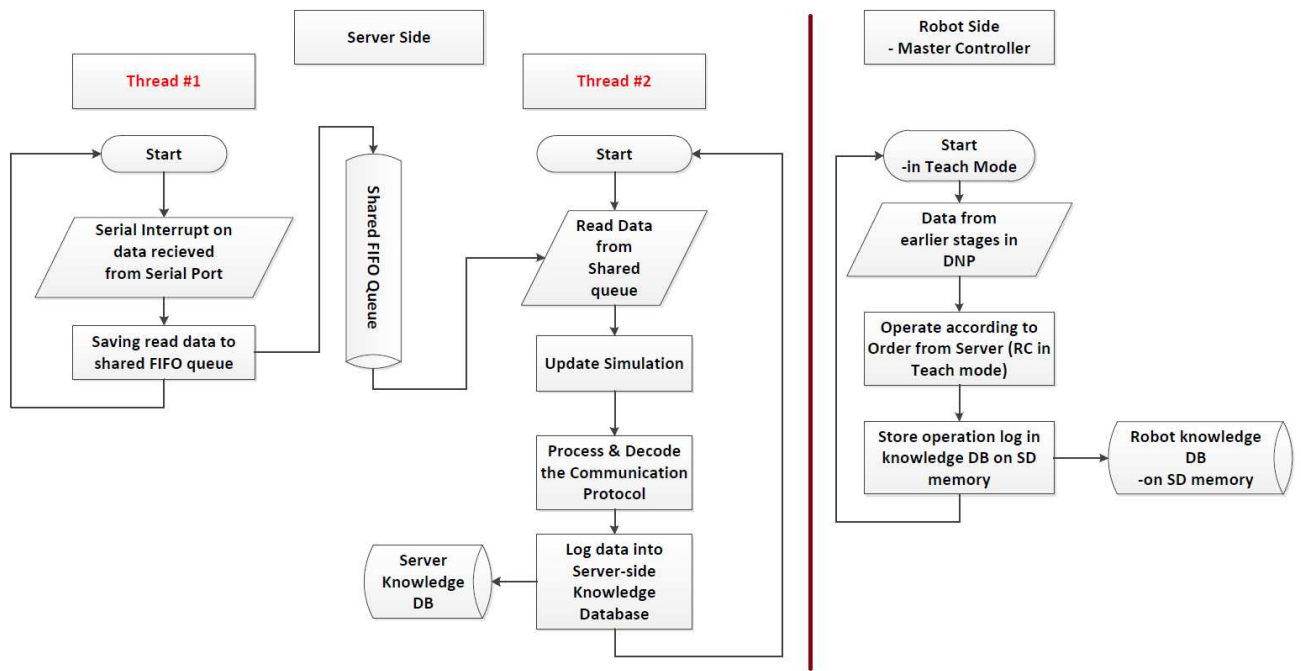 Server Side
Robot Side
- Master Controller
Thread #1
Thread #2
Start
Serial Interrupt on
data recieved
from Serial Port
Saving read data to
shared FIFO queue
Shared FIFO Queue
Start
Read Data
from
Shared
queue
Update Simulation
Process & Decode
the Communication
Protocol
Log data into
Server-side
Knowledge
Database
Server
Knowledge
DB
Start
-in Teach Mode
Data from
earlier stages in
DNP
Operate according to
Order from Server (RC in
Teach mode)
Store operation log in
knowledge DB on SD
memory
Robot knowledge
DB
-on SD memory